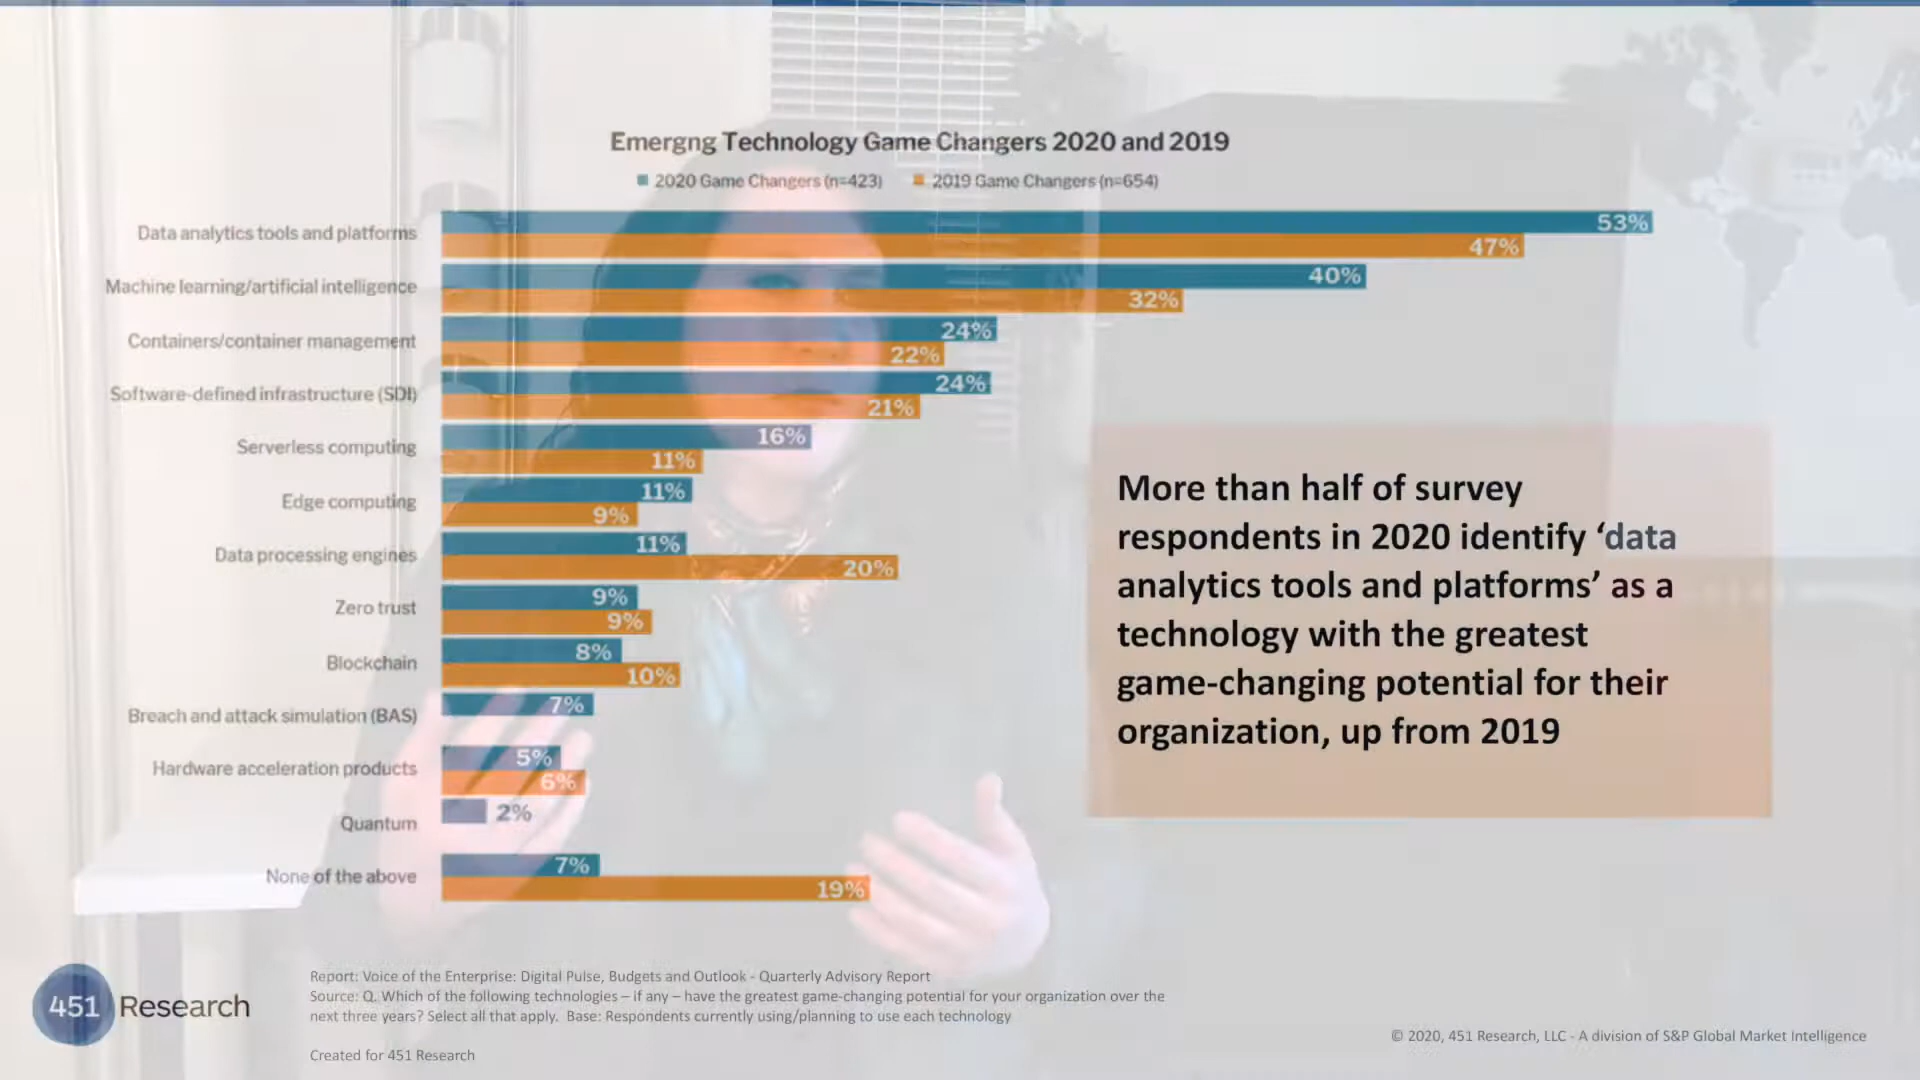 Emergng Technology Game Changers 2020 and 2019
2020 Game Changers (n=423) 2019 Game Changers (n=654)
Data analytics tools and platforms 53% 47%
Machine learning/artificial intelligence 40% 32%
Containers/container management 24% 22%
Software-defined infrastructure (SDI) 24% 21%
Serverless computing 16% 11%
Edge computing 11% 9%
Data processing engines 11% 20%
Zero trust 9% 9%
Blockchain 8% 10%
Breach and attack simulation (BAS) 7%
Hardware acceleration products 5% 6%
Quantum 2%
None of the above 7% 19%
More than half of survey
respondents in 2020 identify ‘data
analytics tools and platforms’ as a
technology with the greatest
game-changing potential for their
organization, up from 2019
451 Research
Report: Voice of the Enterprise: Digital Pulse, Budgets and Outlook - Quarterly Advisory Report
Source: Q. Which of the following technologies – if any – have the greatest game-changing potential for your organization over the
next three years? Select all that apply. Base: Respondents currently using/planning to use each technology
Created for 451 Research
© 2020, 451 Research, LLC - A division of S&P Global Market Intelligence